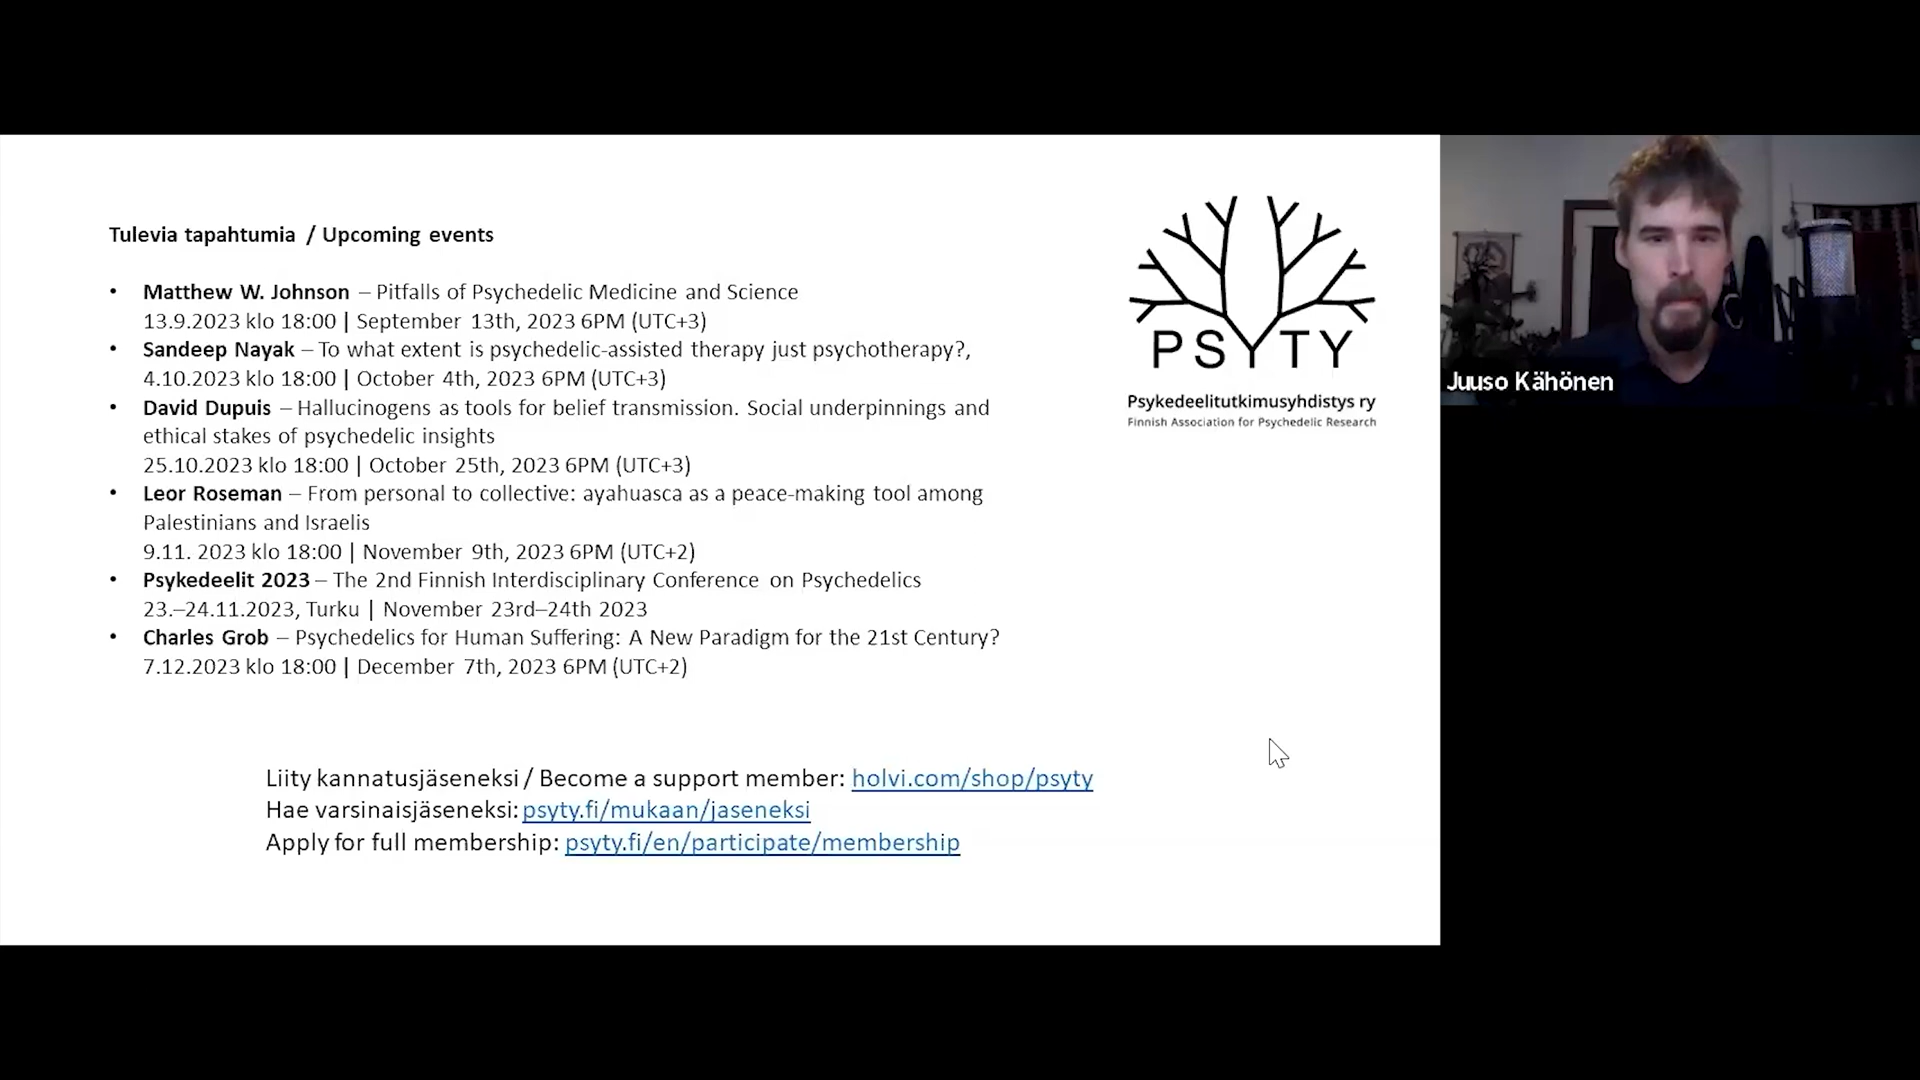 Tulevia tapahtumia / Upcoming events
• Matthew W. Johnson – Pitfalls of Psychedelic Medicine and Science
13.9.2023 klo 18:00 | September 13th, 2023 6PM (UTC+3)
• Sandeep Nayak – To what extent is psychedelic-assisted therapy just psychotherapy?,
4.10.2023 klo 18:00 | October 4th, 2023 6PM (UTC+3)
• David Dupuis – Hallucinogens as tools for belief transmission. Social underpinnings and
ethical stakes of psychedelic insights
25.10.2023 klo 18:00 | October 25th, 2023 6PM (UTC+3)
• Leor Roseman – From personal to collective: ayahuasca as a peace-making tool among
Palestinians and Israelis
9.11. 2023 klo 18:00 | November 9th, 2023 6PM (UTC+2)
• Psykedeelit 2023 – The 2nd Finnish Interdisciplinary Conference on Psychedelics
23.–24.11.2023, Turku | November 23rd–24th 2023
• Charles Grob – Psychedelics for Human Suffering: A New Paradigm for the 21st Century?
7.12.2023 klo 18:00 | December 7th, 2023 6PM (UTC+2)
Liity kannatusjäseneksi / Become a support member: holvi.com/shop/psyty
Hae varsinaisjäseneksi: psyty.fi/mukaan/jaseneksi
Apply for full membership: psyty.fi/en/participate/membership
PSYTY
Psykedeelitutkimusyhdistys ry
Finnish Association for Psychedelic Research
Juuso Kähönen